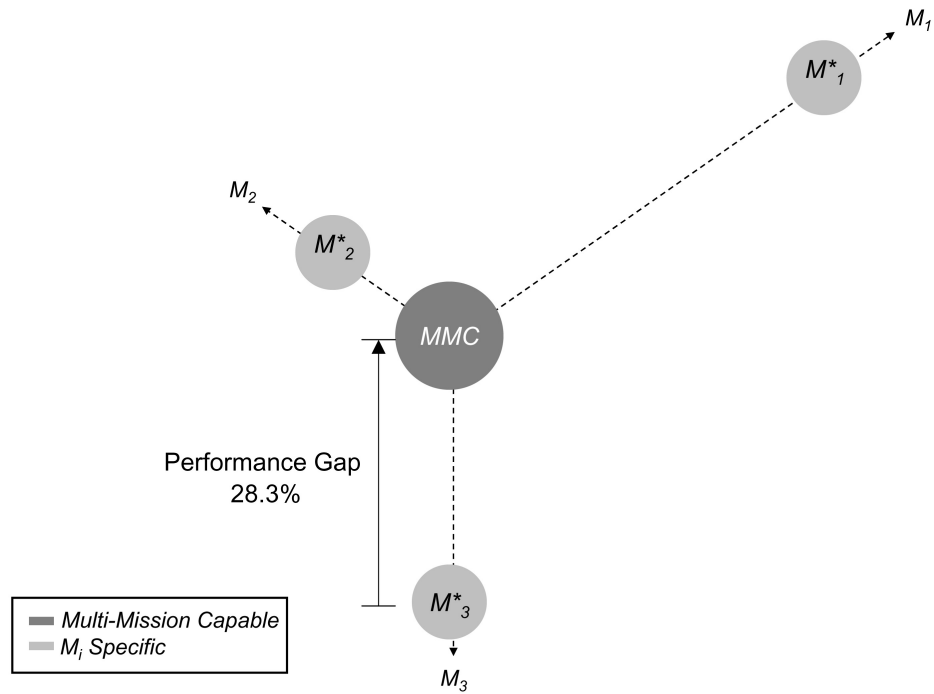 M1
M*1
M2
M*2
MMC
Performance Gap
28.3%
M*3
Multi-Mission Capable
Mi Specific
M3